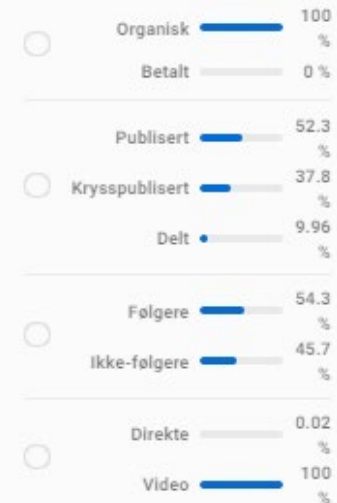 Organisk 100
%
Betalt 0 %
Publisert 52.3
%
Krysspublisert 37.8
%
Delt 9.96
%
Følgere 54.3
%
Ikke-følgere 45.7
%
Direkte 0.02
%
Video 100
%